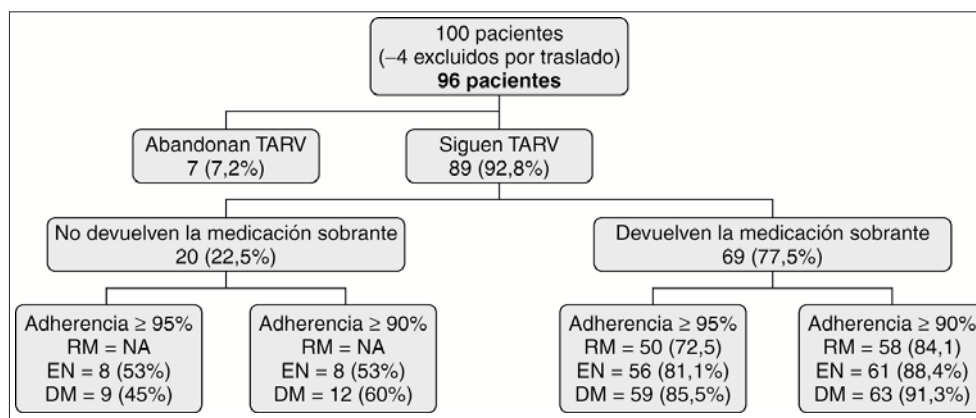 100 pacientes
(–4 excluidos por traslado)
96 pacientes
Abandonan TARV
7 (7,2%)
Siguen TARV
89 (92,8%)
No devuelven la medicación sobrante
20 (22,5%)
Devuelven la medicación sobrante
69 (77,5%)
Adherencia ≥ 95%
RM = NA
EN = 8 (53%)
DM = 9 (45%)
Adherencia ≥ 90%
RM = NA
EN = 8 (53%)
DM = 12 (60%)
Adherencia ≥ 95%
RM = 50 (72,5)
EN = 56 (81,1%)
DM = 59 (85,5%)
Adherencia ≥ 90%
RM = 58 (84,1)
EN = 61 (88,4%)
DM = 63 (91,3%)